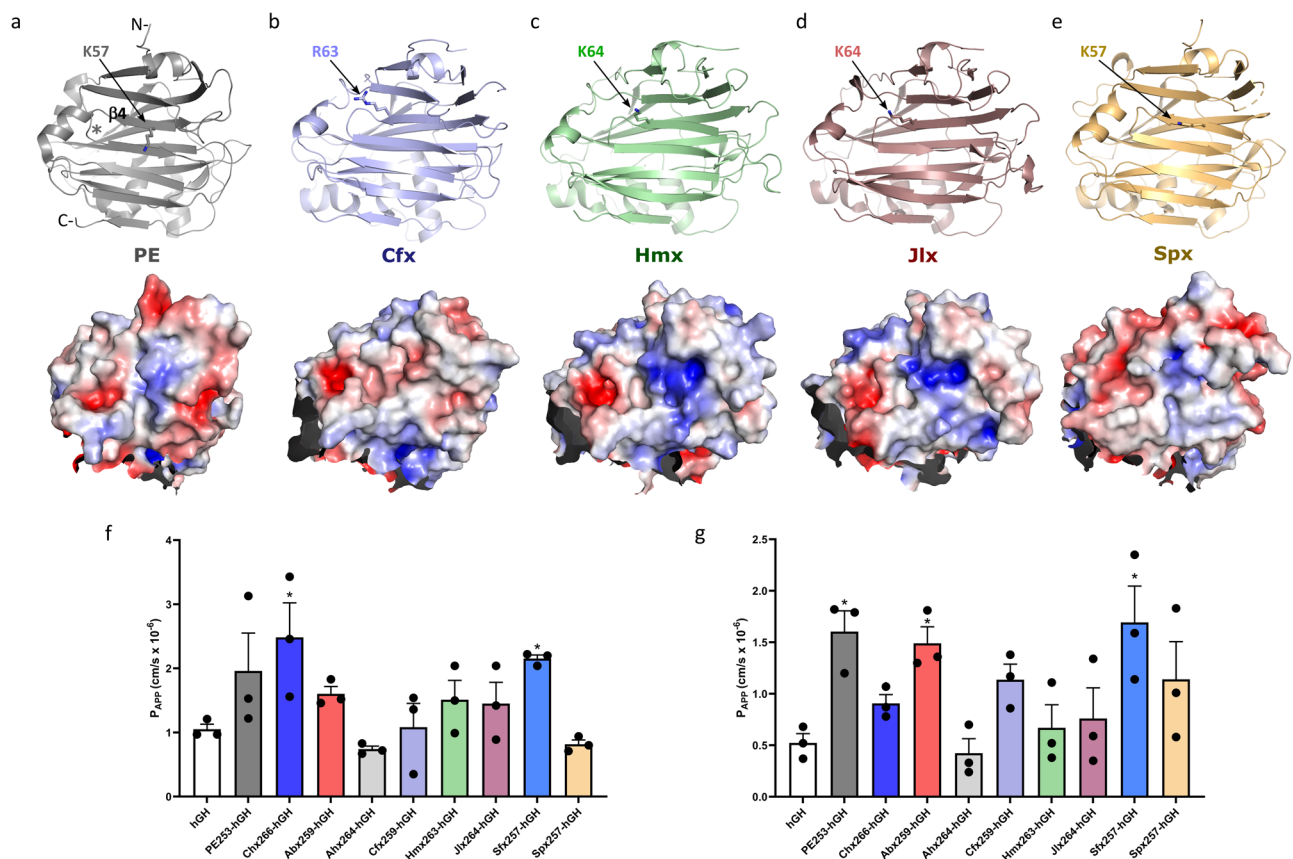 a
b
c
d
e
N-
K57
R63
K64
K64
K57
β4
*
C-
PE
Cfx
Hmx
Jlx
Spx
f
P_APP (cm/s x 10^-6)
4
3
2
1
0
*
*
hGH
PE253-hGH
Chx266-hGH
Abx259-hGH
Ahx264-hGH
Cfx259-hGH
Hmx263-hGH
Jlx264-hGH
Sfx257-hGH
Spx257-hGH
g
P_APP (cm/s x 10^-6)
2.5
2.0
1.5
1.0
0.5
0.0
*
*
*
hGH
PE253-hGH
Chx266-hGH
Abx259-hGH
Ahx264-hGH
Cfx259-hGH
Hmx263-hGH
Jlx264-hGH
Sfx257-hGH
Spx257-hGH